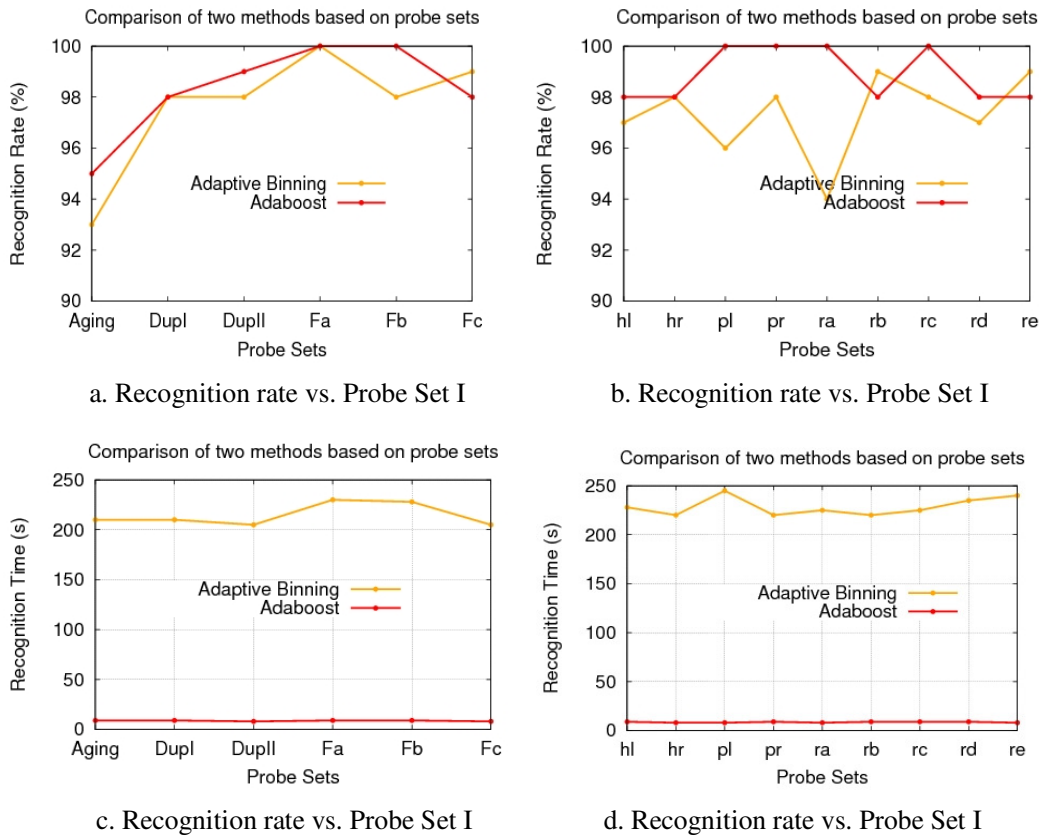 Comparison of two methods based on probe sets
Recognition Rate (%)
100
98
96
94
92
90
Adaptive Binning
Adaboost
Aging DupI DupII Fa Fb Fc
Probe Sets
a. Recognition rate vs. Probe Set I
Comparison of two methods based on probe sets
Recognition Rate (%)
100
98
96
94
92
90
Adaptive Binning
Adaboost
hl hr pl pr ra rb rc rd re
Probe Sets
b. Recognition rate vs. Probe Set I
Comparison of two methods based on probe sets
Recognition Time (s)
250
200
150
100
50
0
Adaptive Binning
Adaboost
Aging DupI DupII Fa Fb Fc
Probe Sets
c. Recognition rate vs. Probe Set I
Comparison of two methods based on probe sets
Recognition Time (s)
250
200
150
100
50
0
Adaptive Binning
Adaboost
hl hr pl pr ra rb rc rd re
Probe Sets
d. Recognition rate vs. Probe Set I